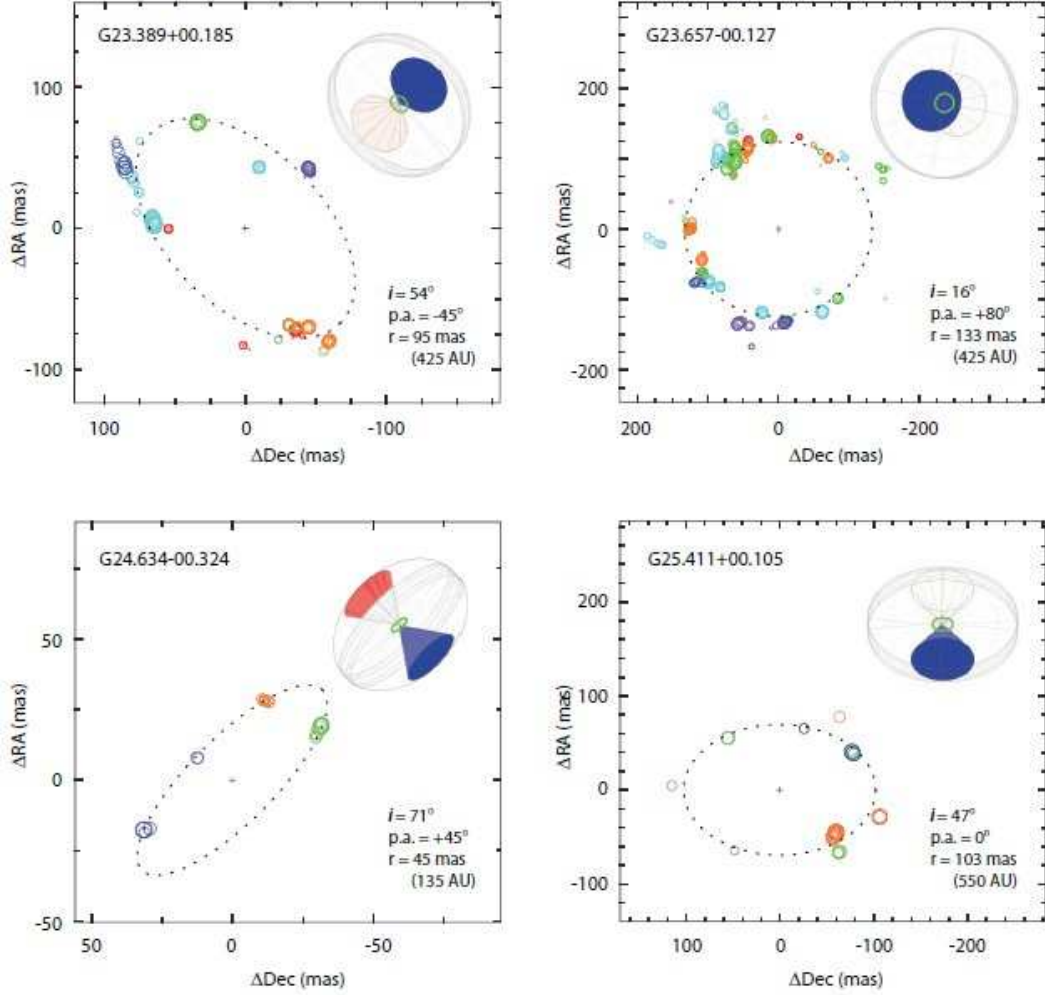 G23.389+00.185
100
0
-100
ΔRA (mas)
i = 54°
p.a. = -45°
r = 95 mas
(425 AU)
100
0
-100
ΔDec (mas)
G23.657-00.127
200
0
-200
ΔRA (mas)
i = 16°
p.a. = +80°
r = 133 mas
(425 AU)
200
0
-200
ΔDec (mas)
G24.634-00.324
50
0
-50
ΔRA (mas)
i = 71°
p.a. = +45°
r = 45 mas
(135 AU)
50
0
-50
ΔDec (mas)
G25.411+00.105
200
100
0
-100
ΔRA (mas)
i = 47°
p.a. = 0°
r = 103 mas
(550 AU)
100
0
-100
-200
ΔDec (mas)